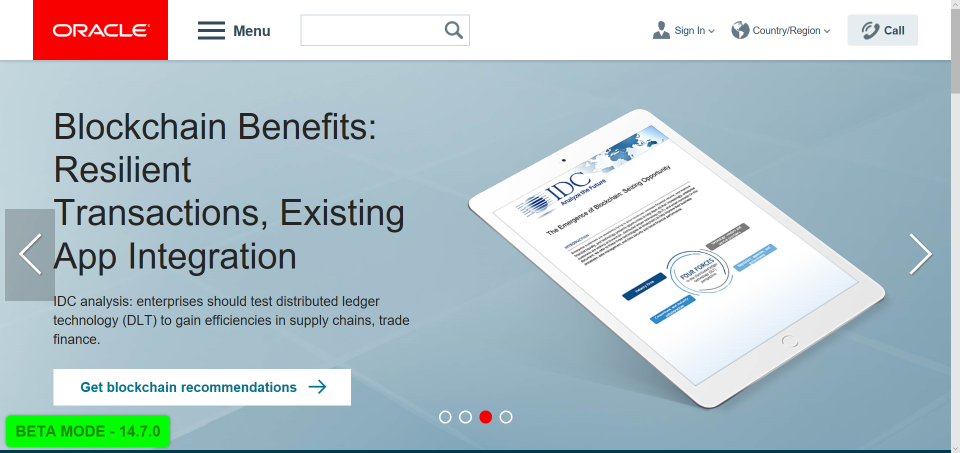 ORACLE
Menu
Sign In
Country/Region
Call
Blockchain Benefits:
Resilient
Transactions, Existing
App Integration
IDC analysis: enterprises should test distributed ledger
technology (DLT) to gain efficiencies in supply chains, trade
finance.
Get blockchain recommendations
BETA MODE - 14.7.0
IDC
Analyze the Future
The Emergence of Blockchain: Seizing Opportunity
INTRODUCTION
FOUR FORCES